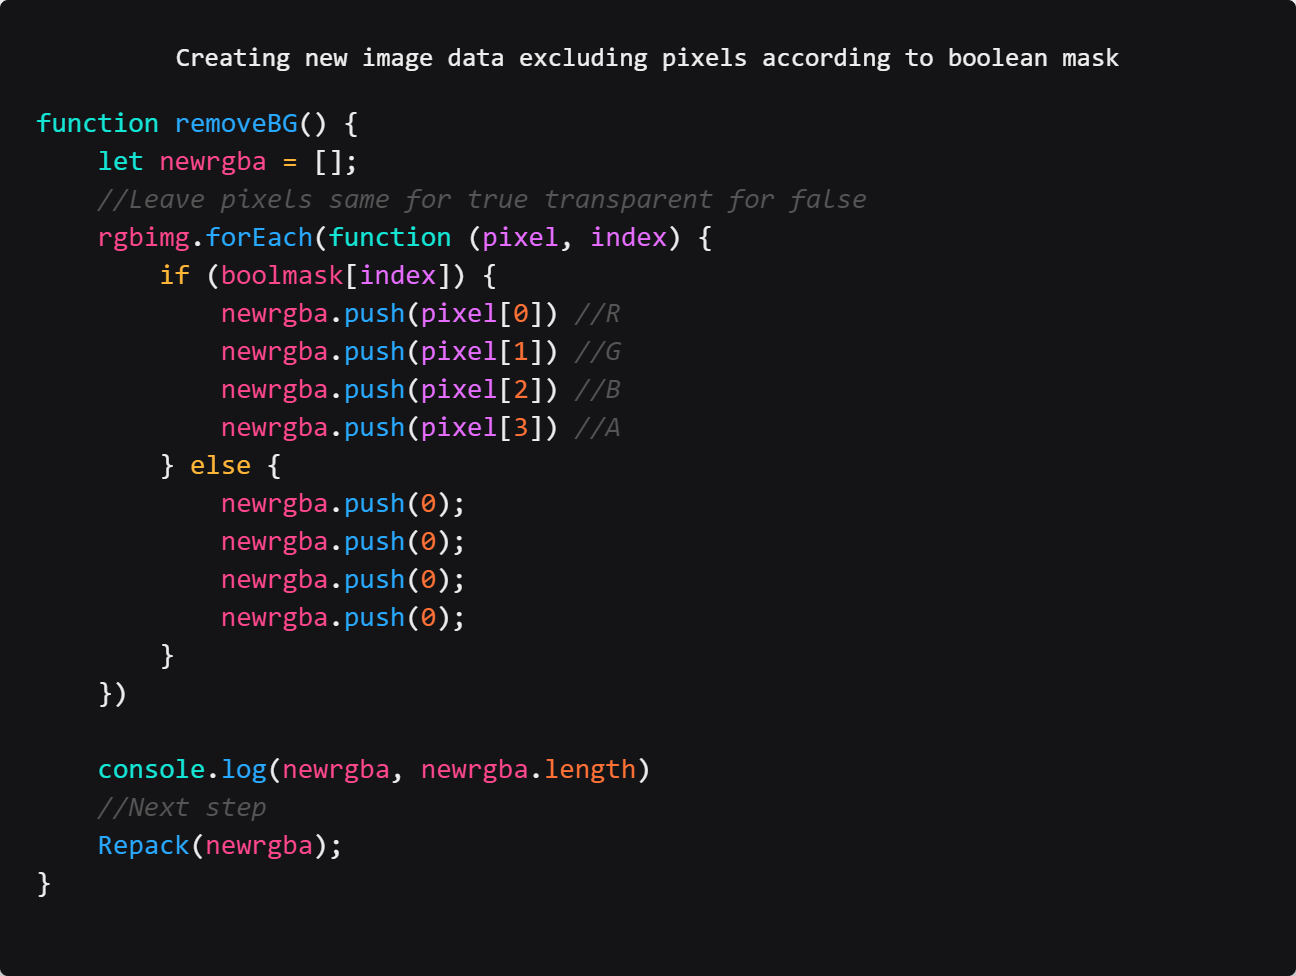 Creating new image data excluding pixels according to boolean mask
function removeBG() {
    let newrgba = [];
    //Leave pixels same for true transparent for false
    rgbimg.forEach(function (pixel, index) {
        if (boolmask[index]) {
            newrgba.push(pixel[0]) //R
            newrgba.push(pixel[1]) //G
            newrgba.push(pixel[2]) //B
            newrgba.push(pixel[3]) //A
        } else {
            newrgba.push(0);
            newrgba.push(0);
            newrgba.push(0);
            newrgba.push(0);
        }
    })
    console.log(newrgba, newrgba.length)
    //Next step
    Repack(newrgba);
}